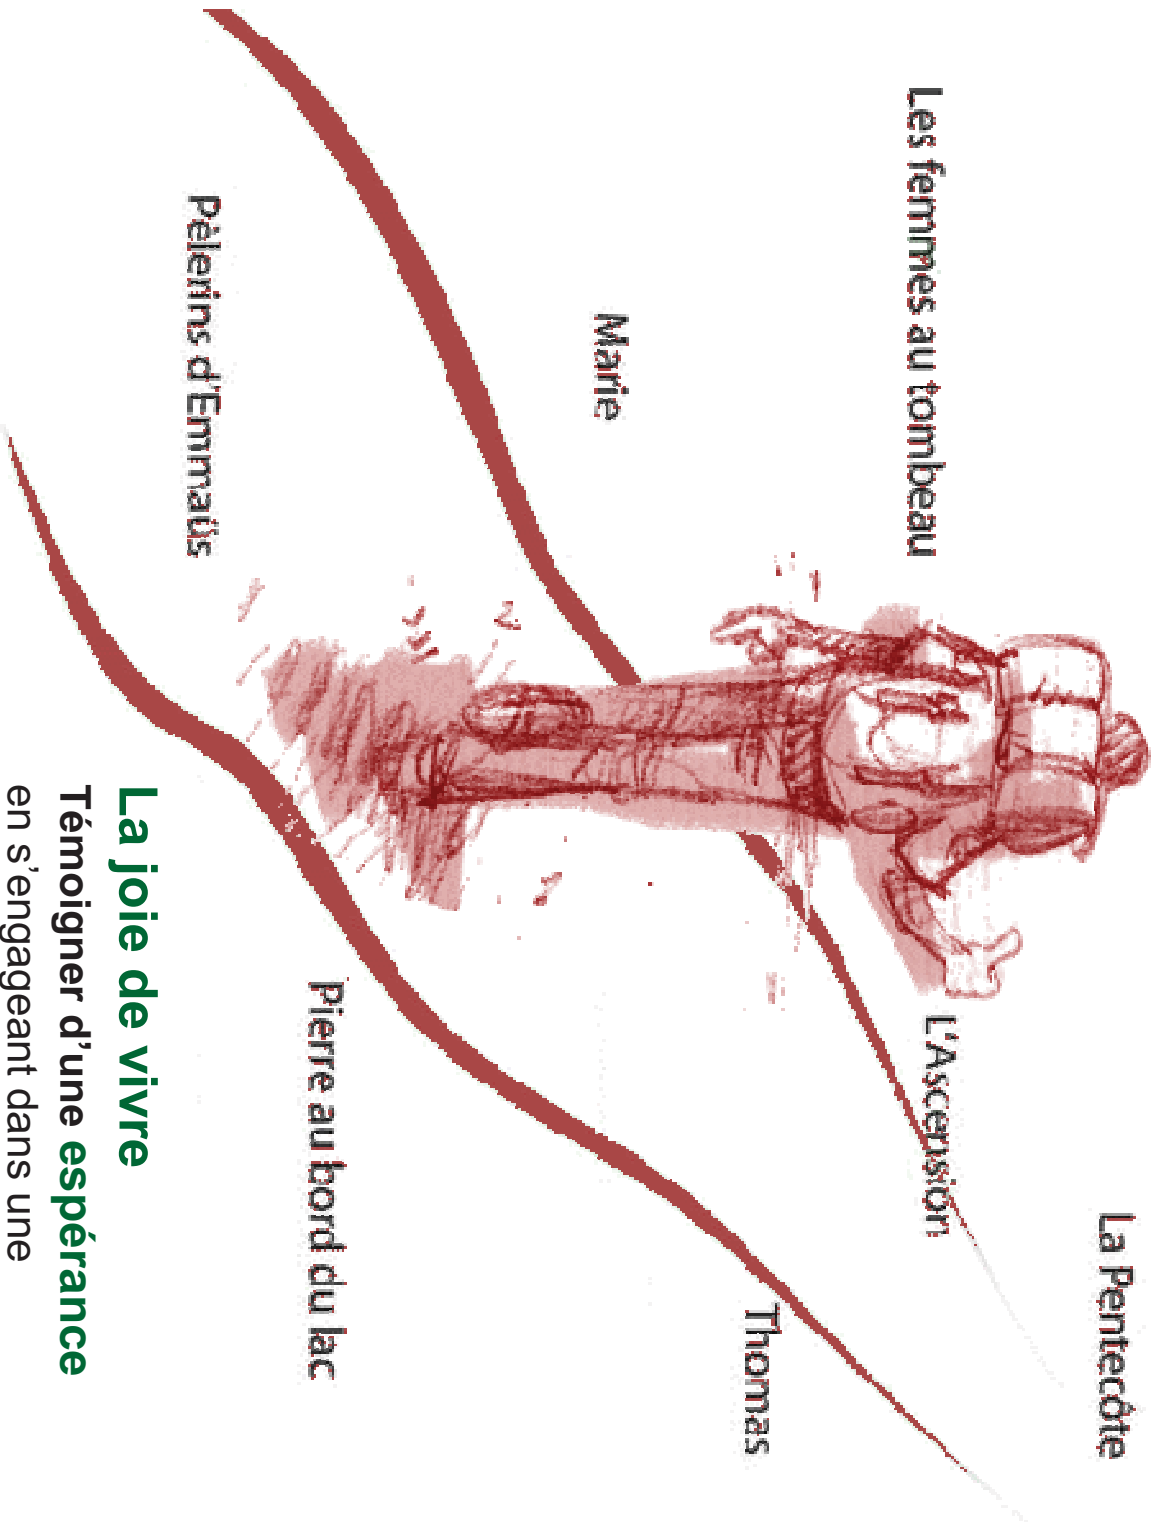 La Pentecôte
Les femmes au tombeau
L'Ascension
Marie
Thomas
Pierre au bord du lac
Pèlerins d'Emmaüs
La joie de vivre
Témoigner d'une espérance
en s'engageant dans une